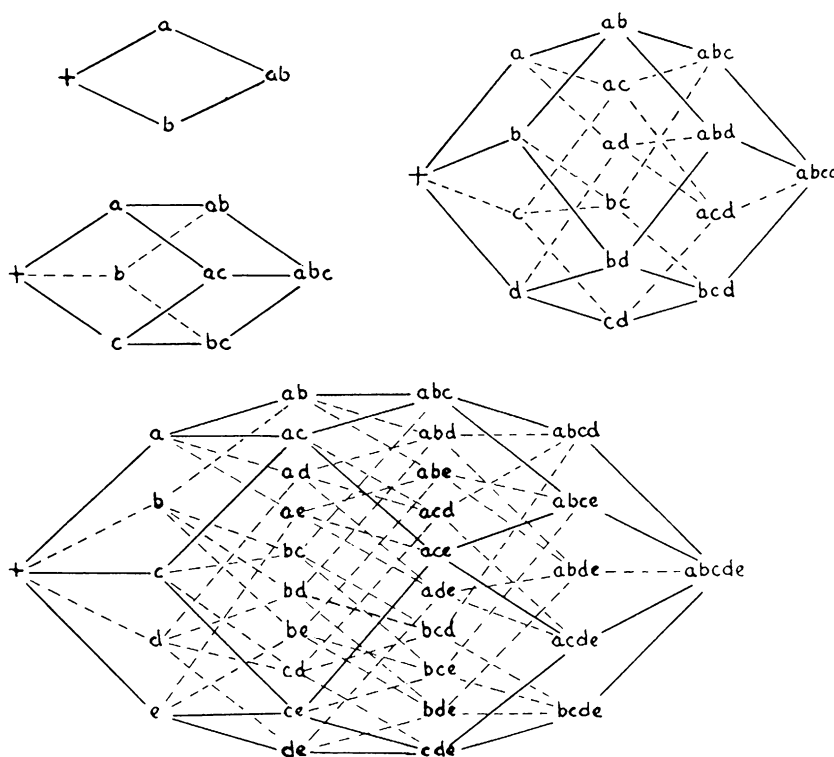 a
+ ab
b
ab
a abc
ac
b ad abd
+ abcd
c bc acd
bd
d bcd
cd
a ab
+ b ac abc
c bc
ab abc
a ac abd abcd
ad abe
b ae acd abce
bc ace
+ c bd ade abde abcde
d be bcd acde
cd bce
e ce bde bcde
de cde